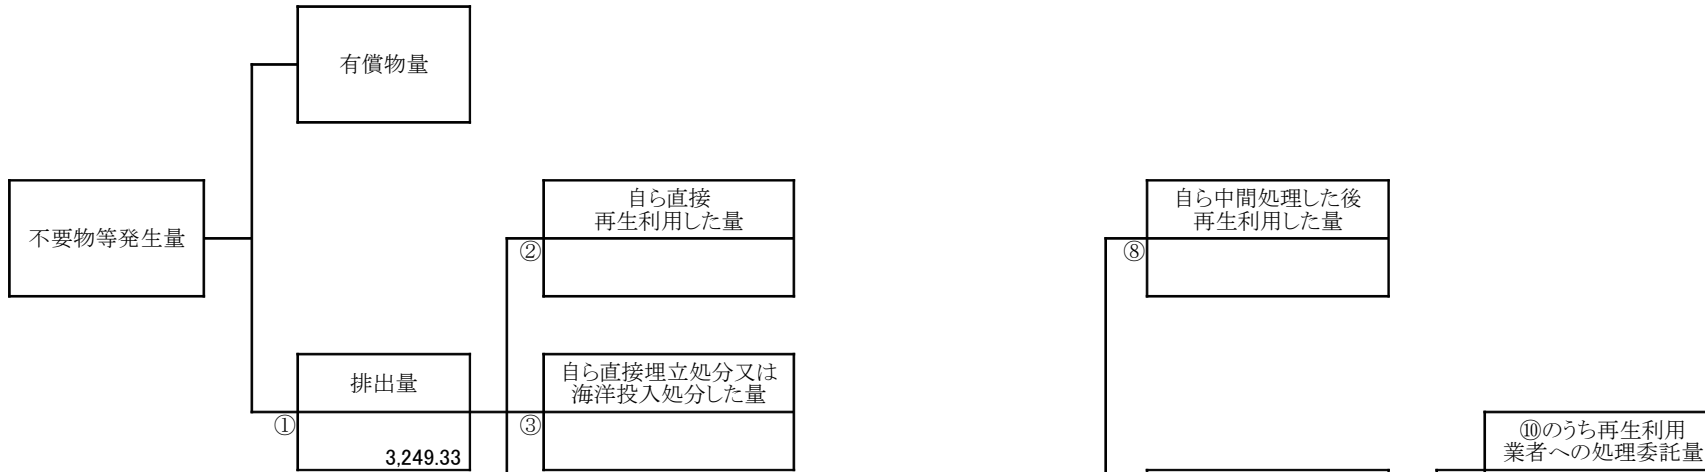 有償物量
不要物等発生量
自ら直接
再生利用した量
②
自ら中間処理した後
再生利用した量
⑧
排出量
①
3,249.33
自ら直接埋立処分又は
海洋投入処分した量
③
⑩のうち再生利用
業者への処理委託量